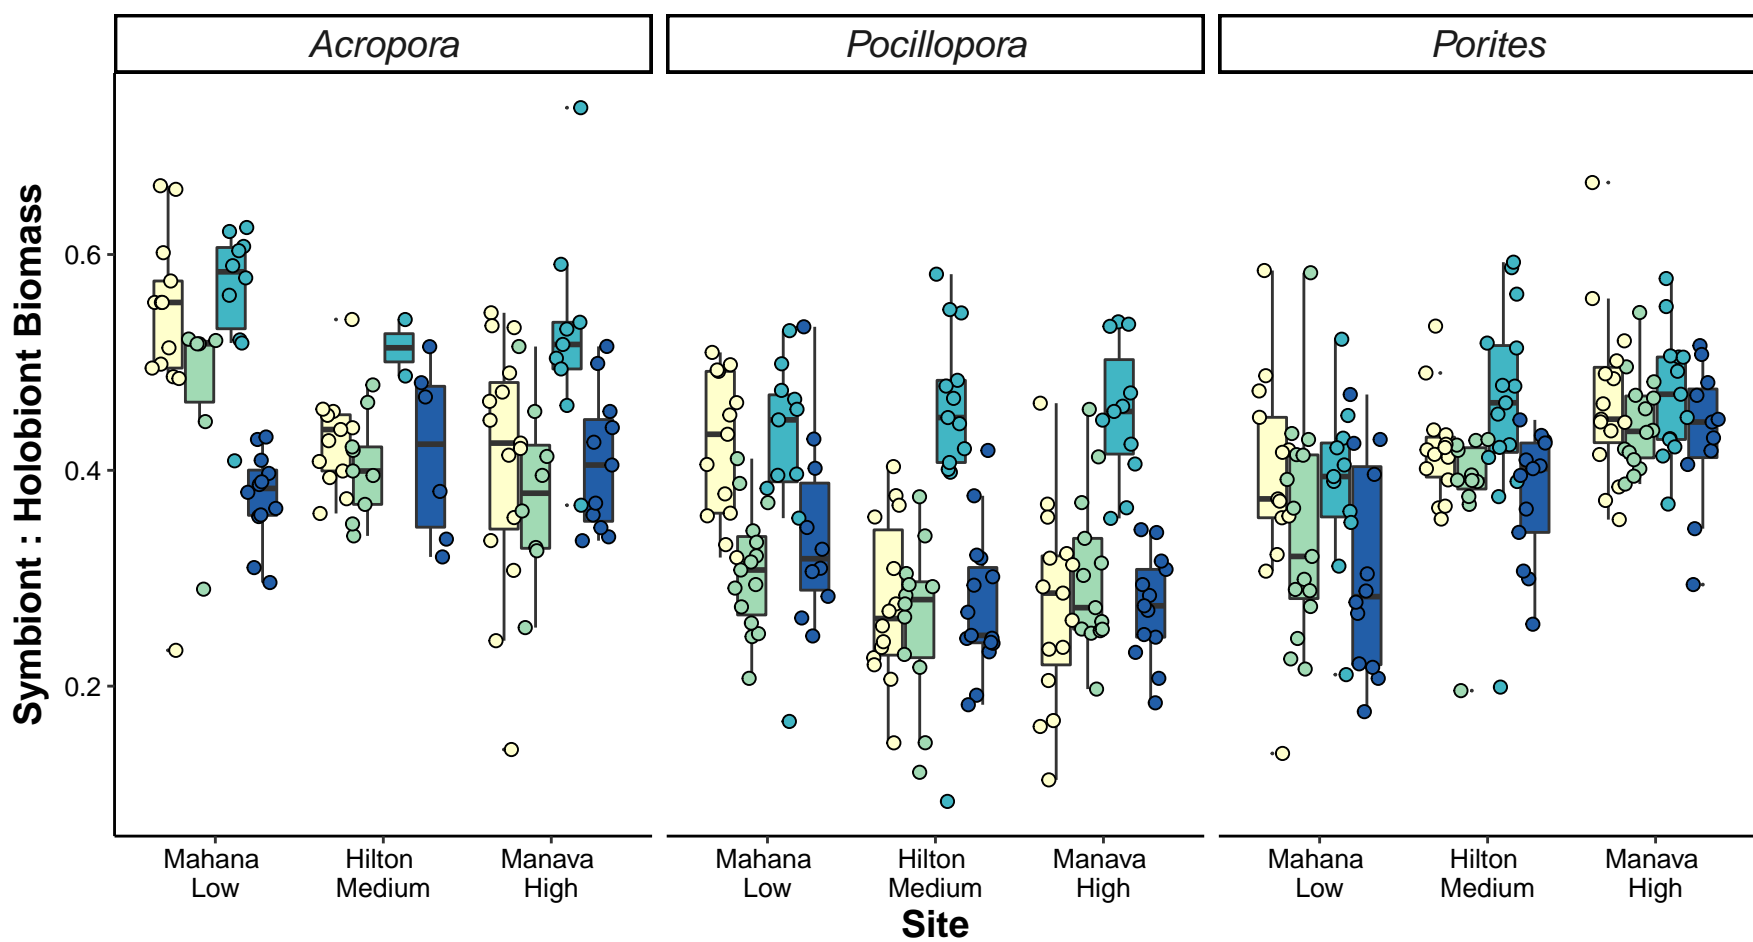 Acropora
Pocillopora
Porites
Symbiont : Holobiont Biomass
0.6
0.4
0.2
Mahana
Low
Hilton
Medium
Manava
High
Mahana
Low
Hilton
Medium
Manava
High
Mahana
Low
Hilton
Medium
Manava
High
Site